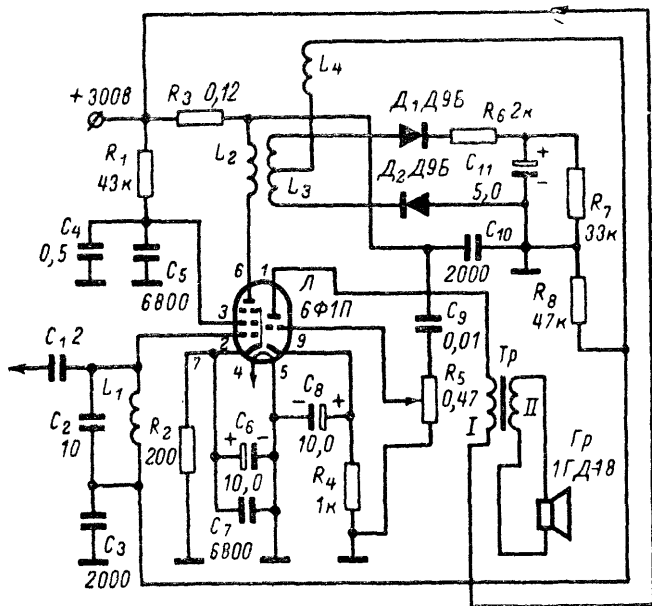 L4
+300в
R3 0,12
Д1 Д9Б
R6 2к
L2
R1
43к
L3
Д2 Д9Б
C11
5,0
+
-
R7
33к
C4
0,5
C5
6800
C10
2000
6 1
Л
6Ф1П
3
2
9
7
4 5
C9
0,01
R8
47к
C1 2
L1
C2
10
R2
200
C8
- +
10,0
R5
0,47
Тр
I
II
C6
+ -
10,0
R4
1к
Гр
1ГД-18
C7
6800
C3
2000